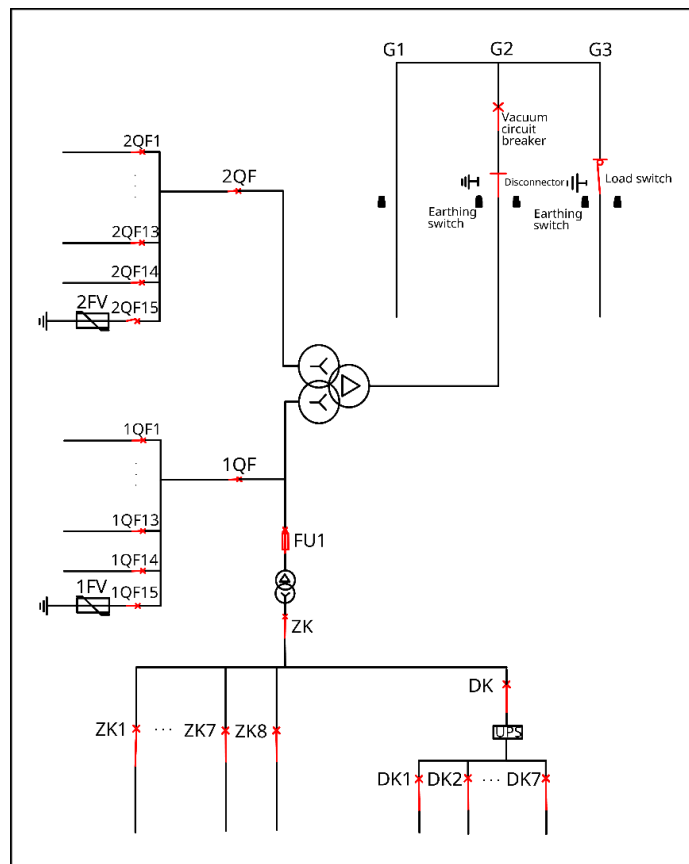 G1 G2 G3
Vacuum
circuit
breaker
2QF1
2QF
Disconnector
Load switch
Earthing
switch
Earthing
switch
2QF13
2QF14
2FV
2QF15
1QF1
1QF
1QF13
FU1
1QF14
1FV
1QF15
ZK
DK
ZK1 ··· ZK7 ZK8
UPS
DK1 DK2 ··· DK7